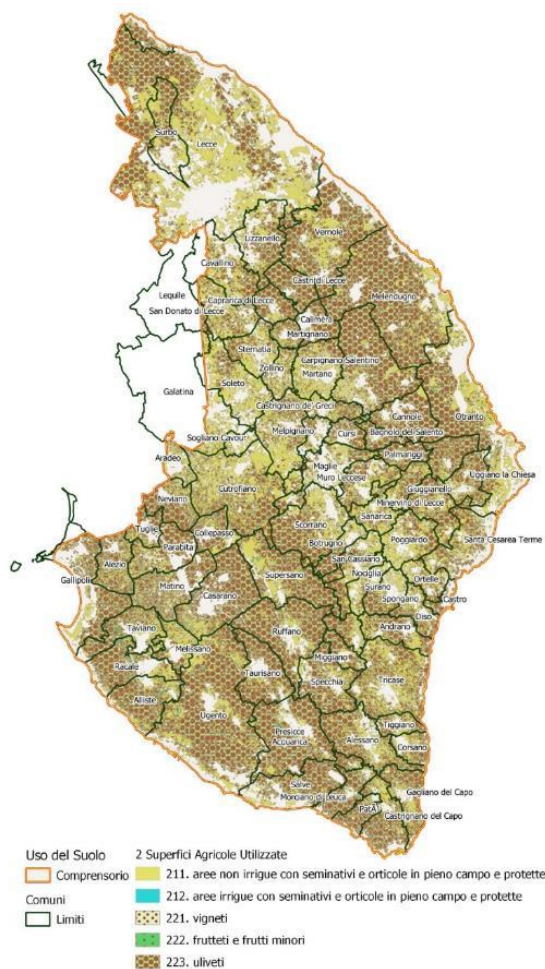 Surbo
Lecce
Lizzanello
Vernole
Cavallino
Lequile
Castri di Lecce
Melendugno
San Donato di Lecce
Caprarica di Lecce
Calimera
Martignano
Sternatia
Carpignano Salentino
Zollino
Martano
Galatina
Soleto
Castrignano de' Greci
Cannole
Otranto
Melpignano
Cursi
Bagnolo del Salento
Sogliano Cavour
Palmariggi
Aradeo
Maglie
Uggiano la Chiesa
Muro Leccese
Giuggianello
Cutrofiano
Neviano
Minervino di Lecce
Scorrano
Sanarica
Tuglie
Collepasso
Botrugno
Poggiardo
Santa Cesarea Terme
Parabita
San Cassiano
Alezio
Nociglia
Gallipoli
Supersano
Ortelle
Matino
Surano
Castro
Casarano
Spongano
Diso
Taviano
Andrano
Ruffano
Melissano
Miggiano
Racale
Taurisano
Specchia
Tricase
Alliste
Ugento
Tiggiano
Presicce
Acquarica
Alessano
Corsano
Salve
Gagliano del Capo
Morciano di Leuca
PatÃ
Castrignano del Capo
Uso del Suolo
Comprensorio
Comuni
Limiti
2 Superfici Agricole Utilizzate
211. aree non irrigue con seminativi e orticole in pieno campo e protette
212. aree irrigue con seminativi e orticole in pieno campo e protette
221. vigneti
222. frutteti e frutti minori
223. uliveti